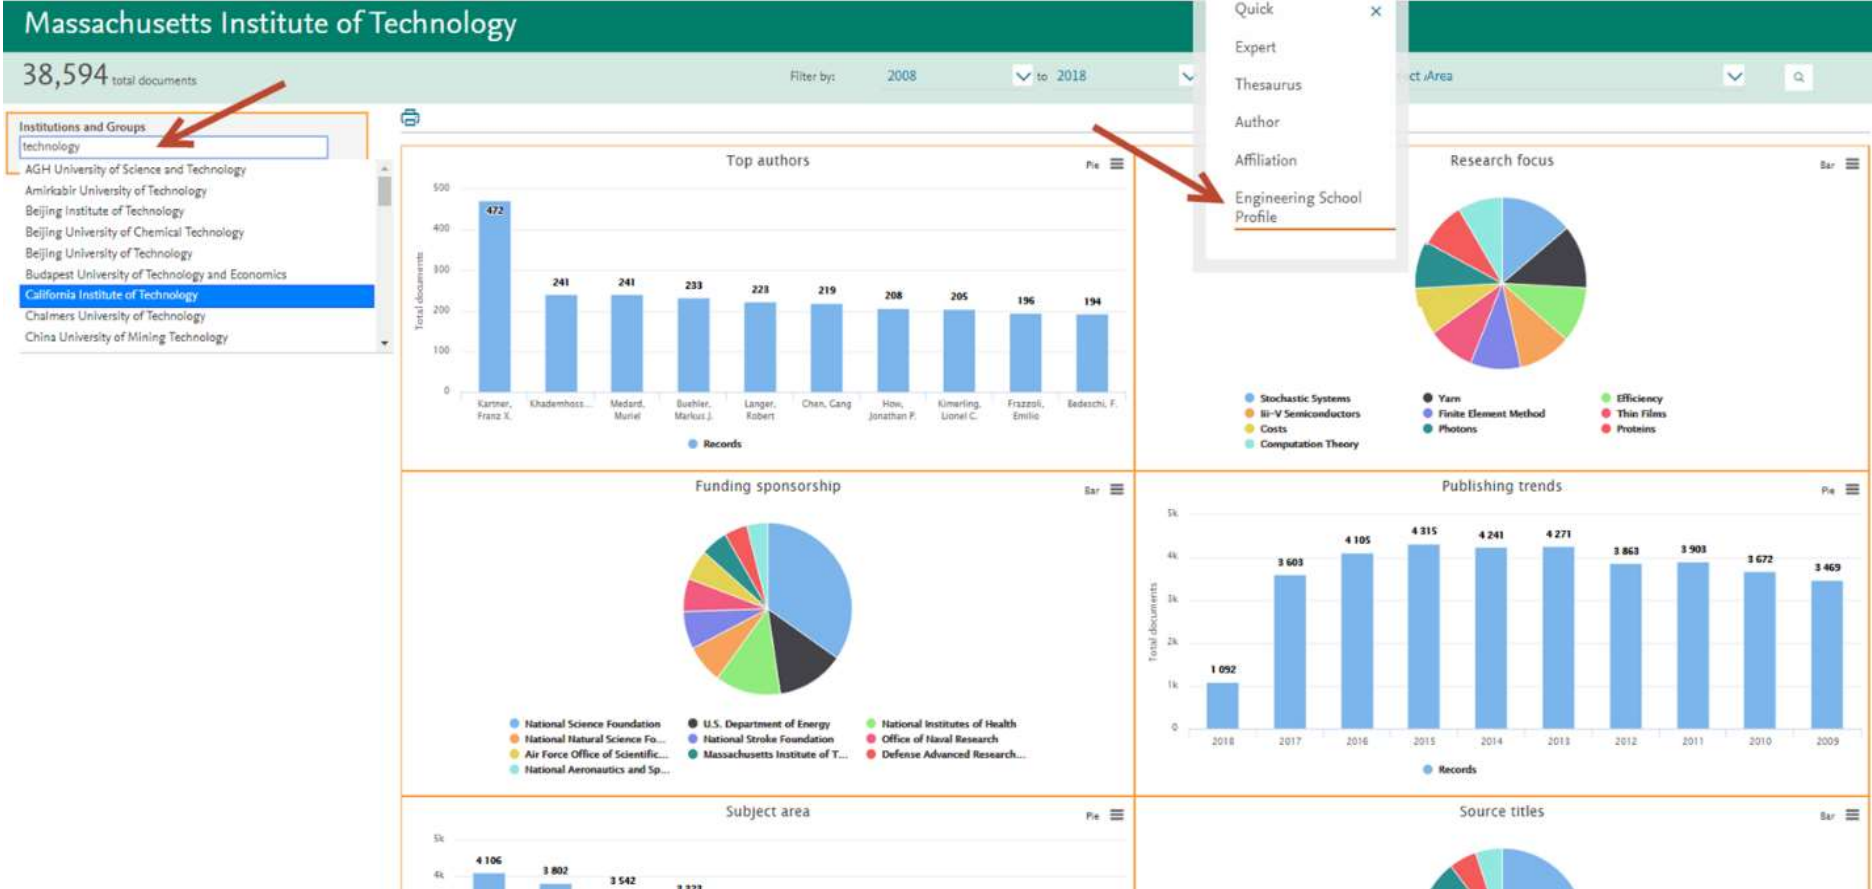 Massachusetts Institute of Technology
38,594 total documents
Filter by:
2008
to 2018
ct Area
Quick
Expert
Thesaurus
Author
Affiliation
Engineering School
Profile
Institutions and Groups
technology
AGH University of Science and Technology
Amirkabir University of Technology
Beijing Institute of Technology
Beijing University of Chemical Technology
Beijing University of Technology
Budapest University of Technology and Economics
California Institute of Technology
Chalmers University of Technology
China University of Mining Technology
Top authors
Pie
500
400
300
200
100
0
Total documents
472
241
241
233
223
219
208
205
196
194
Kartner,
Franz X.
Khademhoss...
Medard,
Muriel
Buehler,
Markus J.
Langer,
Robert
Chen, Gang
How,
Jonathan P.
Kimerling,
Lionel C.
Frazzoli,
Emilio
Bedeschi, F.
Records
Research focus
Bar
Stochastic Systems
Yarn
Efficiency
Iii-V Semiconductors
Finite Element Method
Thin Films
Costs
Photons
Proteins
Computation Theory
Funding sponsorship
Bar
National Science Foundation
U.S. Department of Energy
National Institutes of Health
National Natural Science Fo...
National Stroke Foundation
Office of Naval Research
Air Force Office of Scientific...
Massachusetts Institute of T...
Defense Advanced Research...
National Aeronautics and Sp...
Publishing trends
Pie
5k
4k
3k
2k
1k
0
Total documents
1 092
3 603
4 105
4 315
4 241
4 271
3 863
3 903
3 672
3 469
2018
2017
2016
2015
2014
2013
2012
2011
2010
2009
Records
Subject area
Pie
5k
4k
4 106
3 802
3 542
3 323
Source titles
Bar